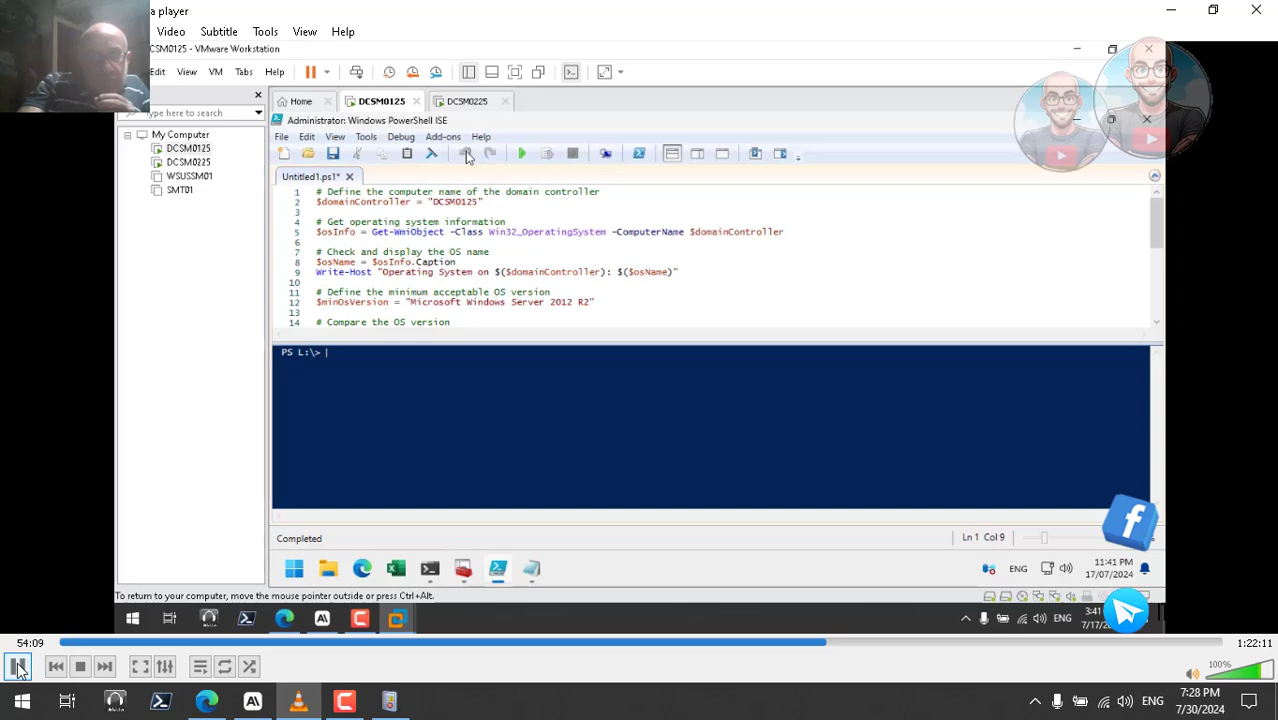 a player
Video Subtitle Tools View Help
DCSM0125 - VMware Workstation
Edit View VM Tabs Help
Type here to search
Home DCSM0125 DCSM0225
My Computer
DCSM0125
DCSM0225
WSUSSM01
SMT01
Administrator: Windows PowerShell ISE
File Edit View Tools Debug Add-ons Help
Untitled1.ps1*
1 # Define the computer name of the domain controller
2 $domainController = "DCSM0125"
3
4 # Get operating system information
5 $osInfo = Get-WmiObject -Class Win32_OperatingSystem -ComputerName $domainController
6
7 # Check and display the OS name
8 $osName = $osInfo.Caption
9 Write-Host "Operating System on $($domainController): $($osName)"
10
11 # Define the minimum acceptable OS version
12 $minOsVersion = "Microsoft Windows Server 2012 R2"
13
14 # Compare the OS version
PS L:\>
Completed
Ln 1 Col 9
ENG
11:41 PM
17/07/2024
To return to your computer, move the mouse pointer outside or press Ctrl+Alt.
ENG
3:41
7/17/
54:09
1:22:11
100%
ENG
7:28 PM
7/30/2024